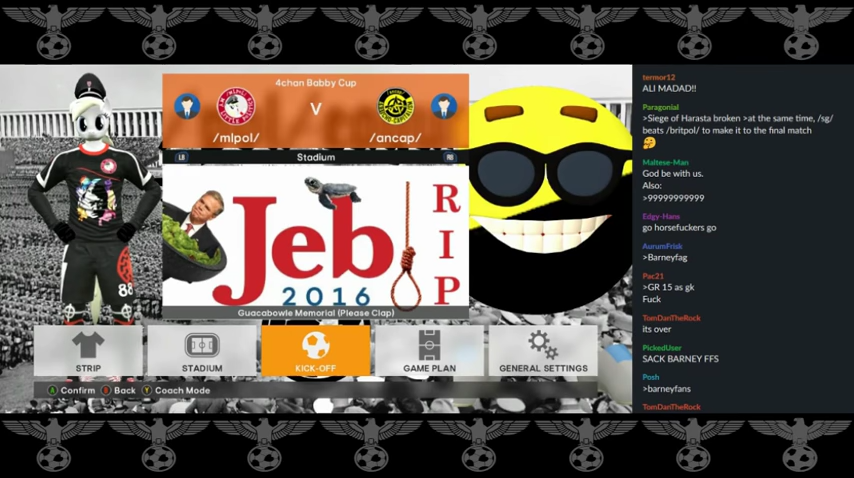 4chan Babby Cup
/mlpol/
V
/ancap/
LB
Stadium
RB
Jeb
2016
RIP
Guacabowle Memorial (Please Clap)
88
STRIP
STADIUM
KICK-OFF
GAME PLAN
GENERAL SETTINGS
A Confirm B Back Y Coach Mode
termor12
ALI MADAD!!
Paragonial
>Siege of Harasta broken >at the same time, /sg/
beats /britpol/ to make it to the final match
Maltese-Man
God be with us.
Also:
>99999999999
Edgy-Hans
go horsefuckers go
AurumFrisk
>Barneyfag
Pac21
>GR 15 as gk
Fuck
TomDanTheRock
its over
PickedUser
SACK BARNEY FFS
Posh
>barneyfans
TomDanTheRock